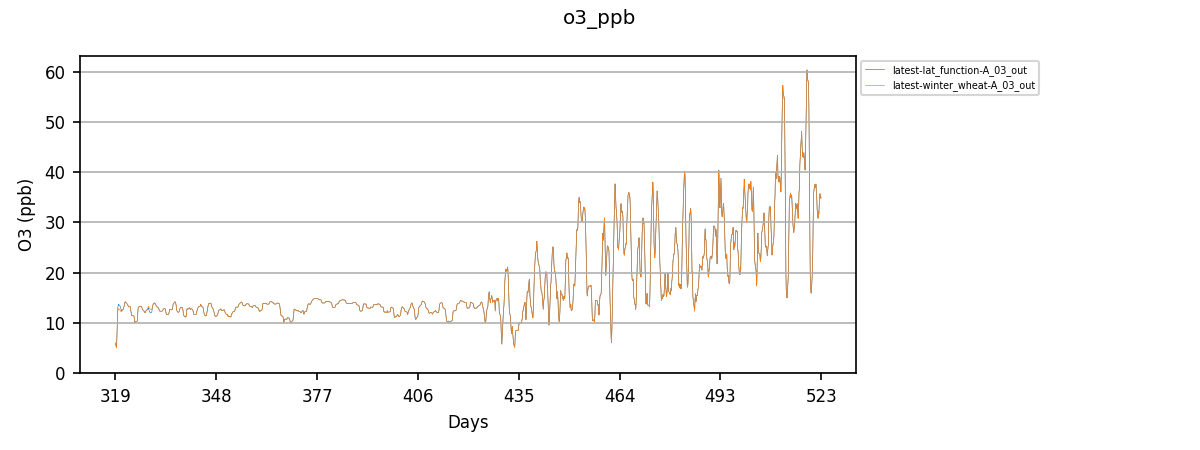 o3_ppb
latest-lat_function-A_03_out
latest-winter_wheat-A_03_out
O3 (ppb)
60
50
40
30
20
10
0
319 348 377 406 435 464 493 523
Days